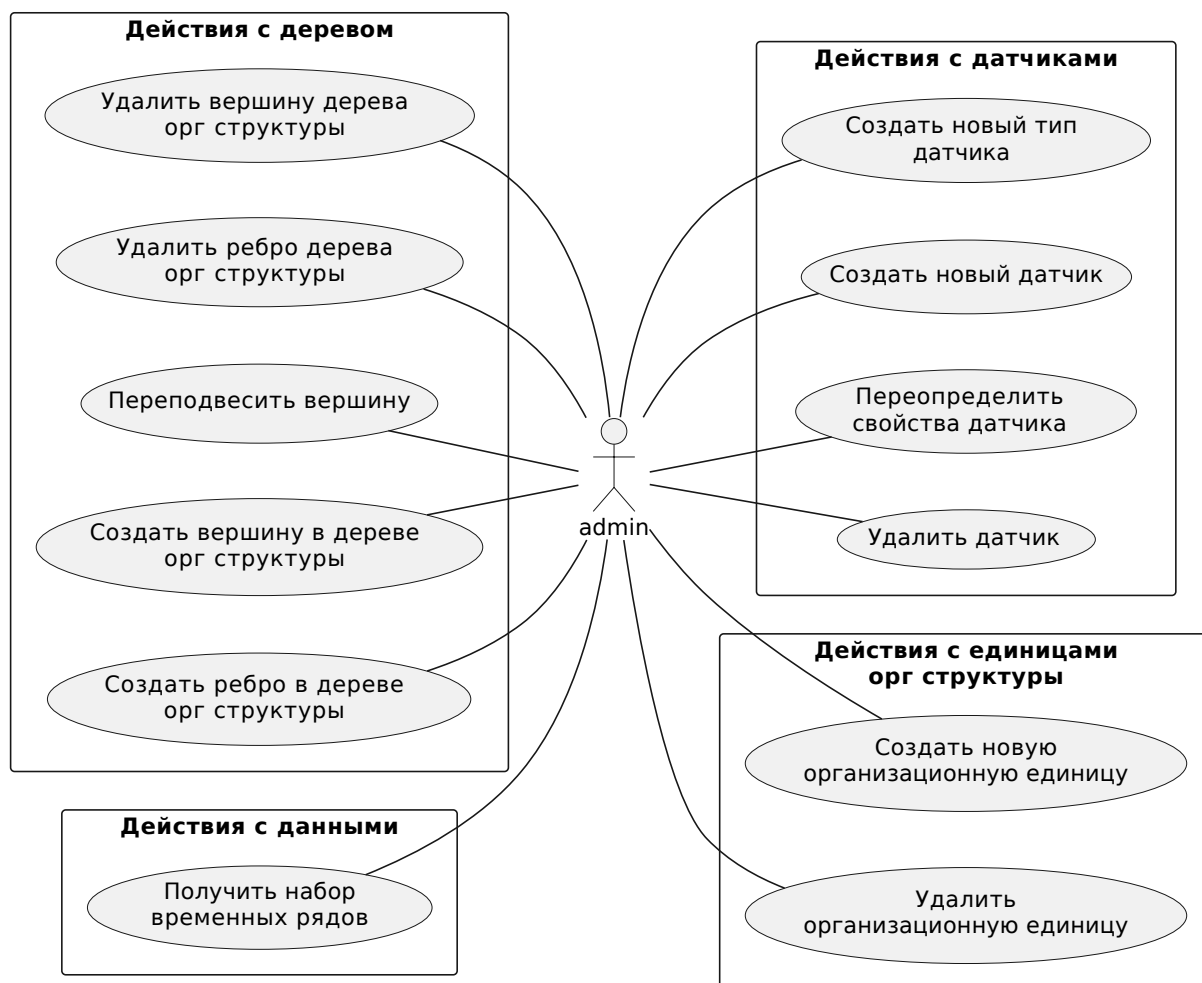 Действия с деревом
Удалить вершину дерева
орг структуры
Удалить ребро дерева
орг структуры
Переподвесить вершину
Создать вершину в дереве
орг структуры
Создать ребро в дереве
орг структуры
Действия с данными
Получить набор
временных рядов
admin
Действия с датчиками
Создать новый тип
датчика
Создать новый датчик
Переопределить
свойства датчика
Удалить датчик
Действия с единицами
орг структуры
Создать новую
организационную единицу
Удалить
организационную единицу